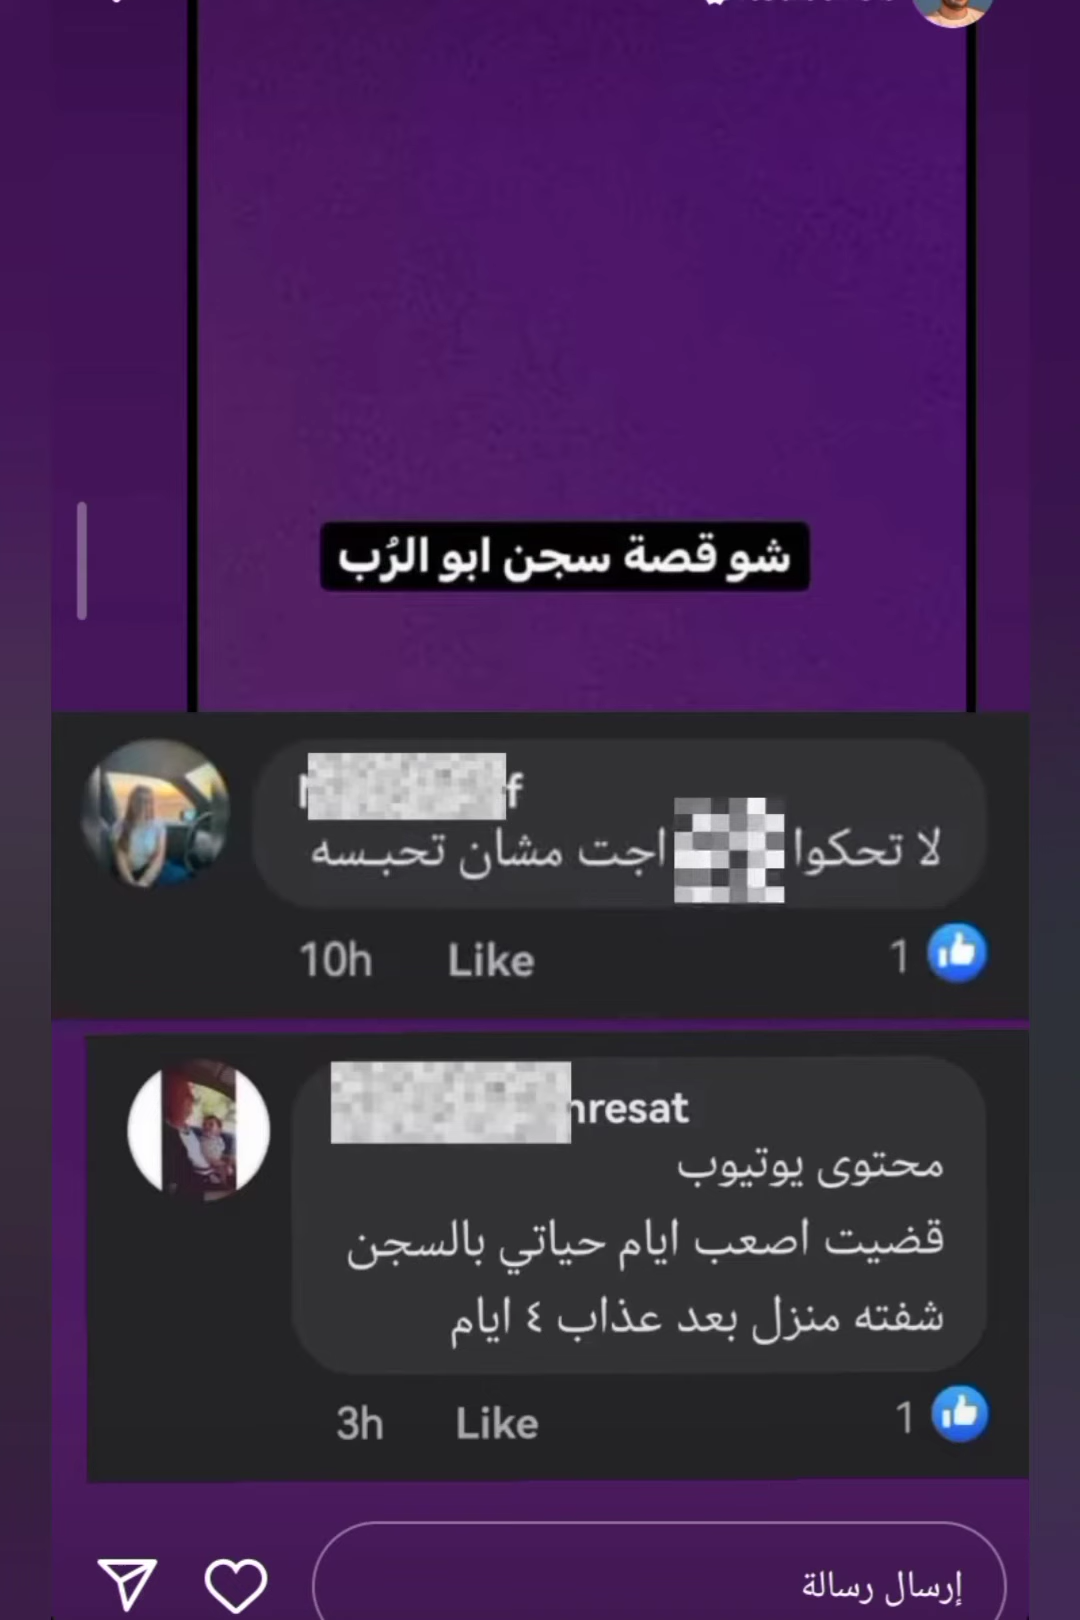 شو قصة سجن ابو الرُب
لا تحكوا اجت مشان تحبسه
10h Like 1
nresat
محتوى يوتيوب
قضيت اصعب ايام حياتي بالسجن
شفته منزل بعد عذاب ٤ ايام
3h Like 1
إرسال رسالة